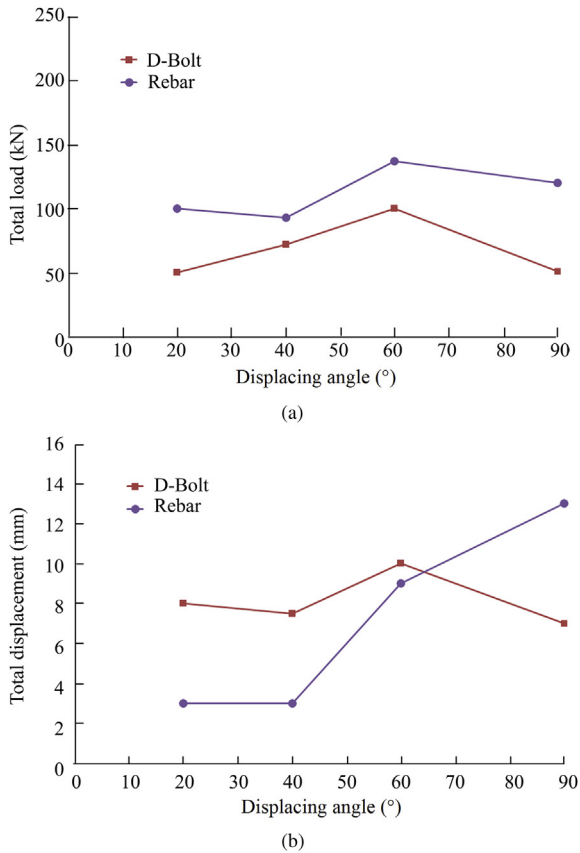 250
200
150
100
50
0
Total load (kN)
D-Bolt
Rebar
0 10 20 30 40 50 60 70 80 90
Displacing angle (°)
(a)
16
14
12
10
8
6
4
2
0
Total displacement (mm)
D-Bolt
Rebar
0 10 20 30 40 50 60 70 80 90
Displacing angle (°)
(b)